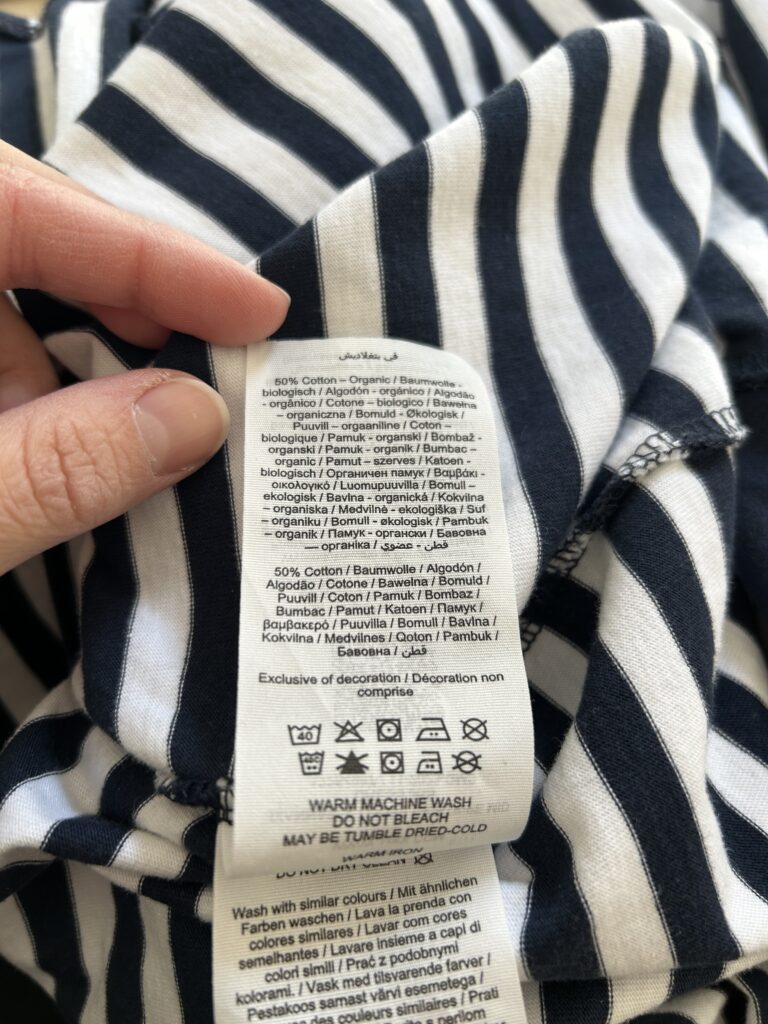 في بنغلاديش
50% Cotton – Organic / Baumwolle -
biologisch / Algodón - orgánico / Algodão
- orgânico / Cotone – biologico / Bawełna
– organiczna / Bomuld - Økologisk /
Puuvill – orgaaniline / Coton –
biologique / Pamuk - organski / Bombaž -
organski / Pamuk - organik / Bumbac –
organic / Pamut – szerves / Katoen -
biologisch / Органичен памук / Βαμβάκι -
οικολογικό / Luomupuuvilla / Bomull –
ekologisk / Bavlna - organická / Kokvilna
– organiska / Medvilnė - ekologiška / Suf
– organiku / Bomull - økologisk / Pambuk
– organik / Памук - органски / Бавовна
— органіка / قطن - عضوي
50% Cotton / Baumwolle / Algodón /
Algodão / Cotone / Bawełna / Bomuld /
Puuvill / Coton / Pamuk / Bombaz /
Bumbac / Pamut / Katoen / Памук /
βαμβακερό / Puuvilla / Bomull / Bavlna /
Kokvilna / Medvilnes / Qoton / Pambuk /
Бавовна / قطن
Exclusive of decoration / Décoration non
comprise
40
WARM MACHINE WASH
DO NOT BLEACH
MAY BE TUMBLE DRIED-COLD
WARM IRON
DO NOT DRY CLEAN
Wash with similar colours / Mit ähnlichen
Farben waschen / Lava la prenda con
colores similares / Lavar com cores
semelhantes / Lavare insieme a capi di
colori simili / Prać z podobnymi
kolorami. / Vask med tilsvarende farver /
Pestakoos samast värvi esemetega /
des couleurs similaires / Prati
s perilom